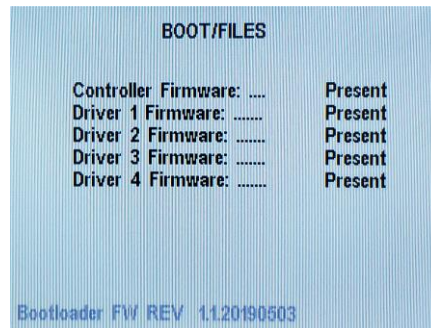 BOOT/FILES
Controller Firmware: .... Present
Driver 1 Firmware: ....... Present
Driver 2 Firmware: ....... Present
Driver 3 Firmware: ....... Present
Driver 4 Firmware: ....... Present
Bootloader FW REV 1.1.20190503